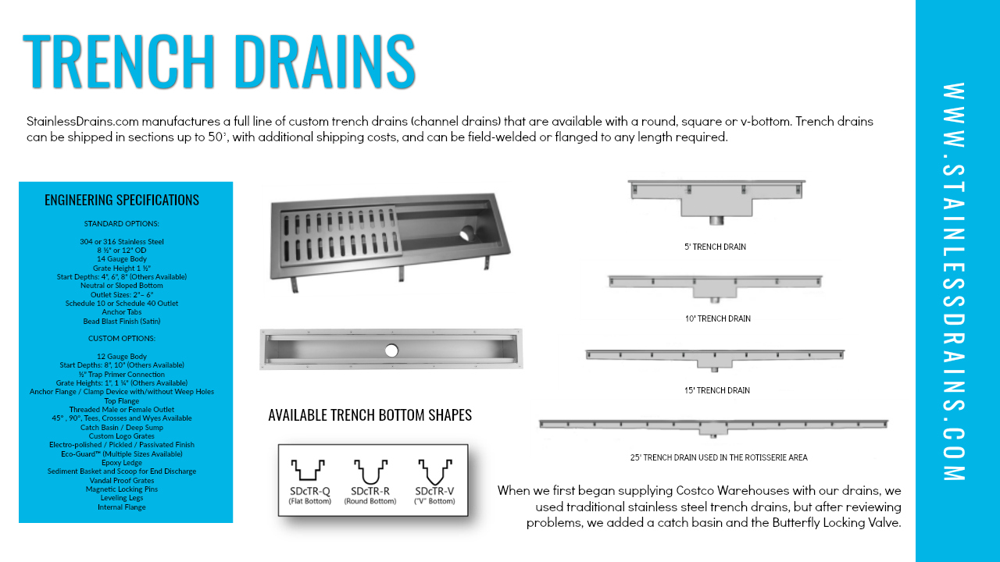 TRENCH DRAINS
StainlessDrains.com manufactures a full line of custom trench drains (channel drains) that are available with a round, square or v-bottom. Trench drains
can be shipped in sections up to 50', with additional shipping costs, and can be field-welded or flanged to any length required.
ENGINEERING SPECIFICATIONS
STANDARD OPTIONS:
304 or 316 Stainless Steel
8 ½" or 12" OD
14 Gauge Body
Grate Height 1 ½"
Start Depths: 4", 6", 8" (Others Available)
Neutral or Sloped Bottom
Outlet Sizes: 2"– 6"
Schedule 10 or Schedule 40 Outlet
Anchor Tabs
Bead Blast Finish (Satin)
CUSTOM OPTIONS:
12 Gauge Body
Start Depths: 8", 10" (Others Available)
½" Trap Primer Connection
Grate Heights: 1", 1 ¼" (Others Available)
Anchor Flange / Clamp Device with/without Weep Holes
Top Flange
Threaded Male or Female Outlet
45° , 90°, Tees, Crosses and Wyes Available
Catch Basin / Deep Sump
Custom Logo Grates
Electro-polished / Pickled / Passivated Finish
Eco-Guard™ (Multiple Sizes Available)
Epoxy Ledge
Sediment Basket and Scoop for End Discharge
Vandal Proof Grates
Magnetic Locking Pins
Leveling Legs
Internal Flange
AVAILABLE TRENCH BOTTOM SHAPES
SDcTR-Q SDcTR-R SDcTR-V
(Flat Bottom) (Round Bottom) ("V" Bottom)
5' TRENCH DRAIN
10' TRENCH DRAIN
15' TRENCH DRAIN
25' TRENCH DRAIN USED IN THE ROTISSERIE AREA
When we first began supplying Costco Warehouses with our drains, we
used traditional stainless steel trench drains, but after reviewing
problems, we added a catch basin and the Butterfly Locking Valve.
WWW.STAINLESSDRAINS.COM